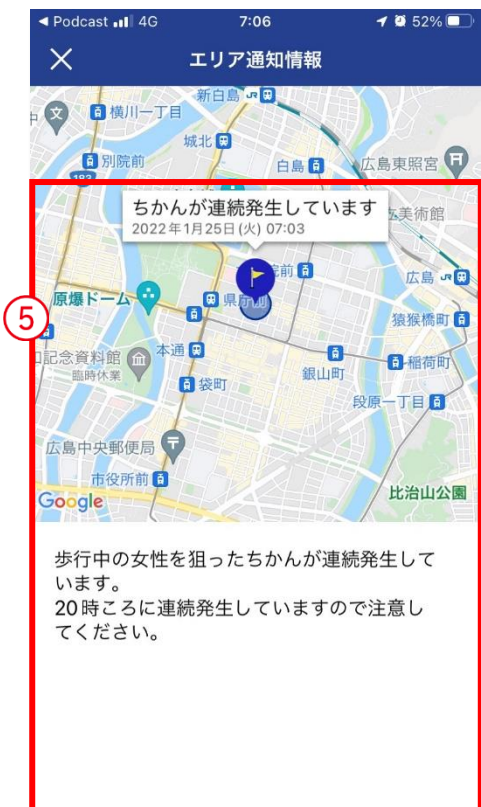 Podcast 4G 7:06 52%
エリア通知情報
新白島
横川一丁目
城北
別院前
白島
広島東照宮
183
ちかんが連続発生しています
2022年1月25日(火) 07:03
立美術館
院前
広島
原爆ドーム
県庁前
⑤
猿猴橋町
記念資料館
臨時休業
本通
稲荷町
銀山町
袋町
段原一丁目
広島中央郵便局
市役所前
比治山公園
Google
歩行中の女性を狙ったちかんが連続発生して
います。
20時ころに連続発生していますので注意し
てください。